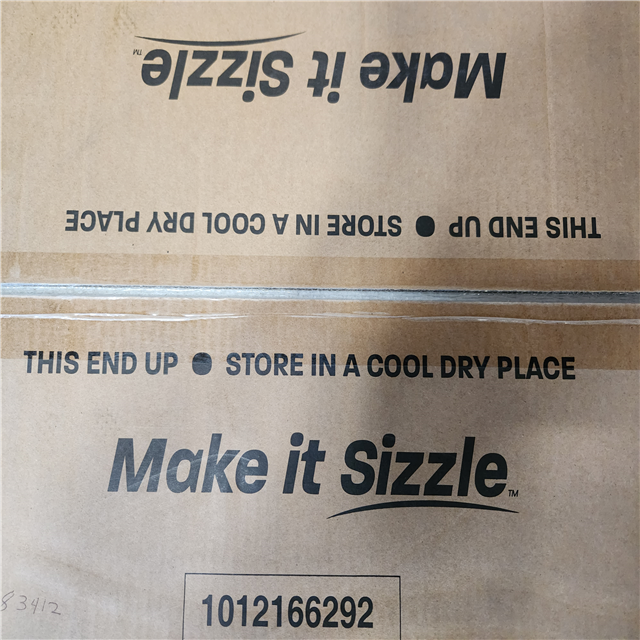 Make it Sizzle™
THIS END UP ● STORE IN A COOL DRY PLACE
THIS END UP ● STORE IN A COOL DRY PLACE
Make it Sizzle™
1012166292
83412